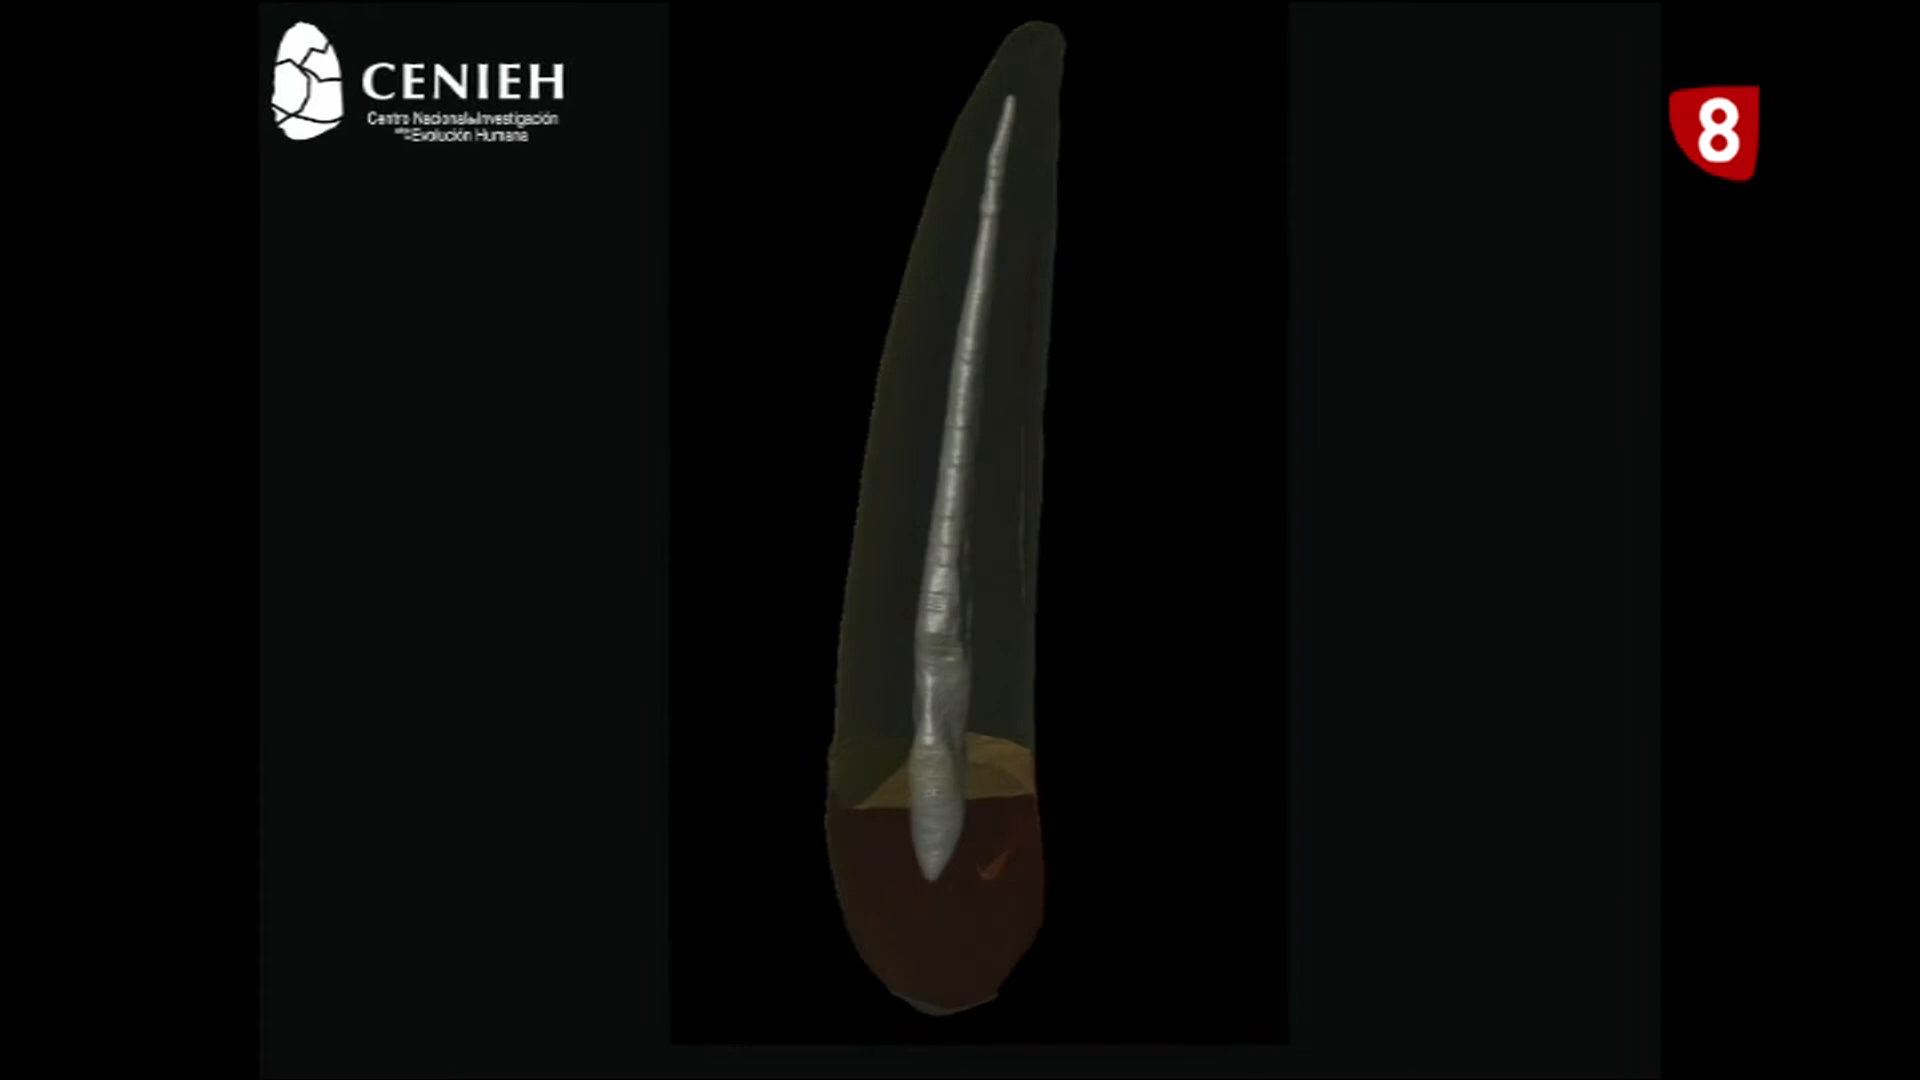 CENIEH
Centro Nacional de Investigación
sobre la Evolución Humana
8